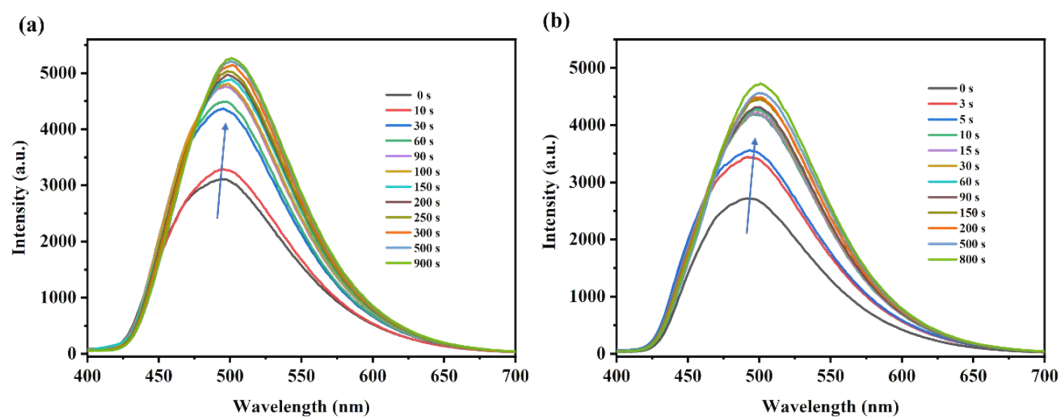 (a)
Intensity (a.u.)
5000
4000
3000
2000
1000
0
0 s
10 s
30 s
60 s
90 s
100 s
150 s
200 s
250 s
300 s
500 s
900 s
400 450 500 550 600 650 700
Wavelength (nm)
(b)
Intensity (a.u.)
5000
4000
3000
2000
1000
0
0 s
3 s
5 s
10 s
15 s
30 s
60 s
90 s
150 s
200 s
500 s
800 s
400 450 500 550 600 650 700
Wavelength (nm)